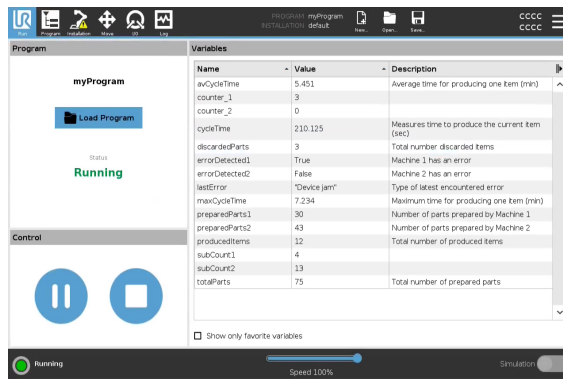 UR
Run
Program
Installation
Move
I/O
Log
PROGRAM myProgram
INSTALLATION default
New...
Open...
Save...
cccc
cccc
Program
myProgram
Load Program
Status
Running
Control
Variables
Name Value Description
avCycleTime 5.451 Average time for producing one item (min)
counter_1 3
counter_2 0
cycleTime 210.125 Measures time to produce the current item
(sec)
discardedParts 3 Total number discarded items
errorDetected1 True Machine 1 has an error
errorDetected2 False Machine 2 has an error
lastError "Device jam" Type of latest encountered error
maxCycleTime 7.234 Maximum time for producing one item (min)
preparedParts1 30 Number of parts prepared by Machine 1
preparedParts2 43 Number of parts prepared by Machine 2
producedItems 12 Total number of produced items
subCount1 4
subCount2 13
totalParts 75 Total number of prepared parts
Show only favorite variables
Running
Speed 100%
Simulation